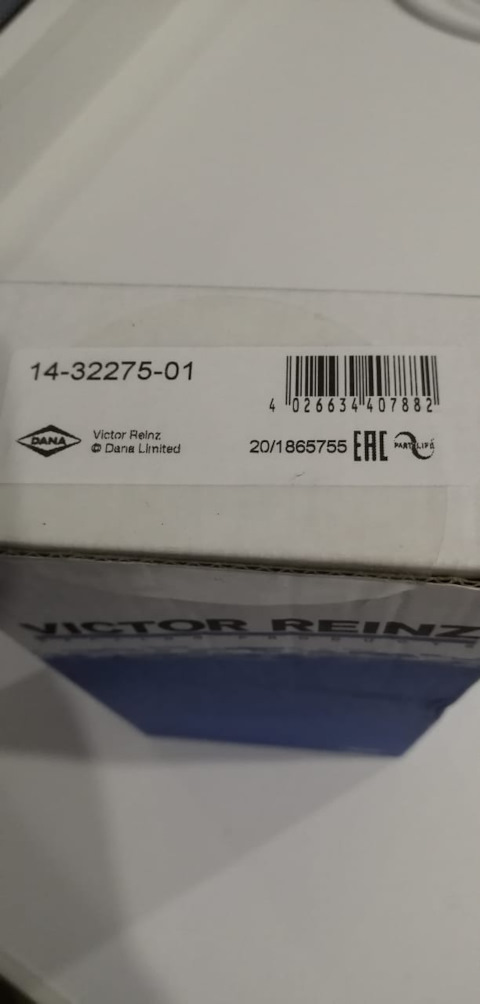 14-32275-01
4 026634 407882
DANA
Victor Reinz
© Dana Limited
20/1865755 EAC PART LIFE
VICTOR REINZ